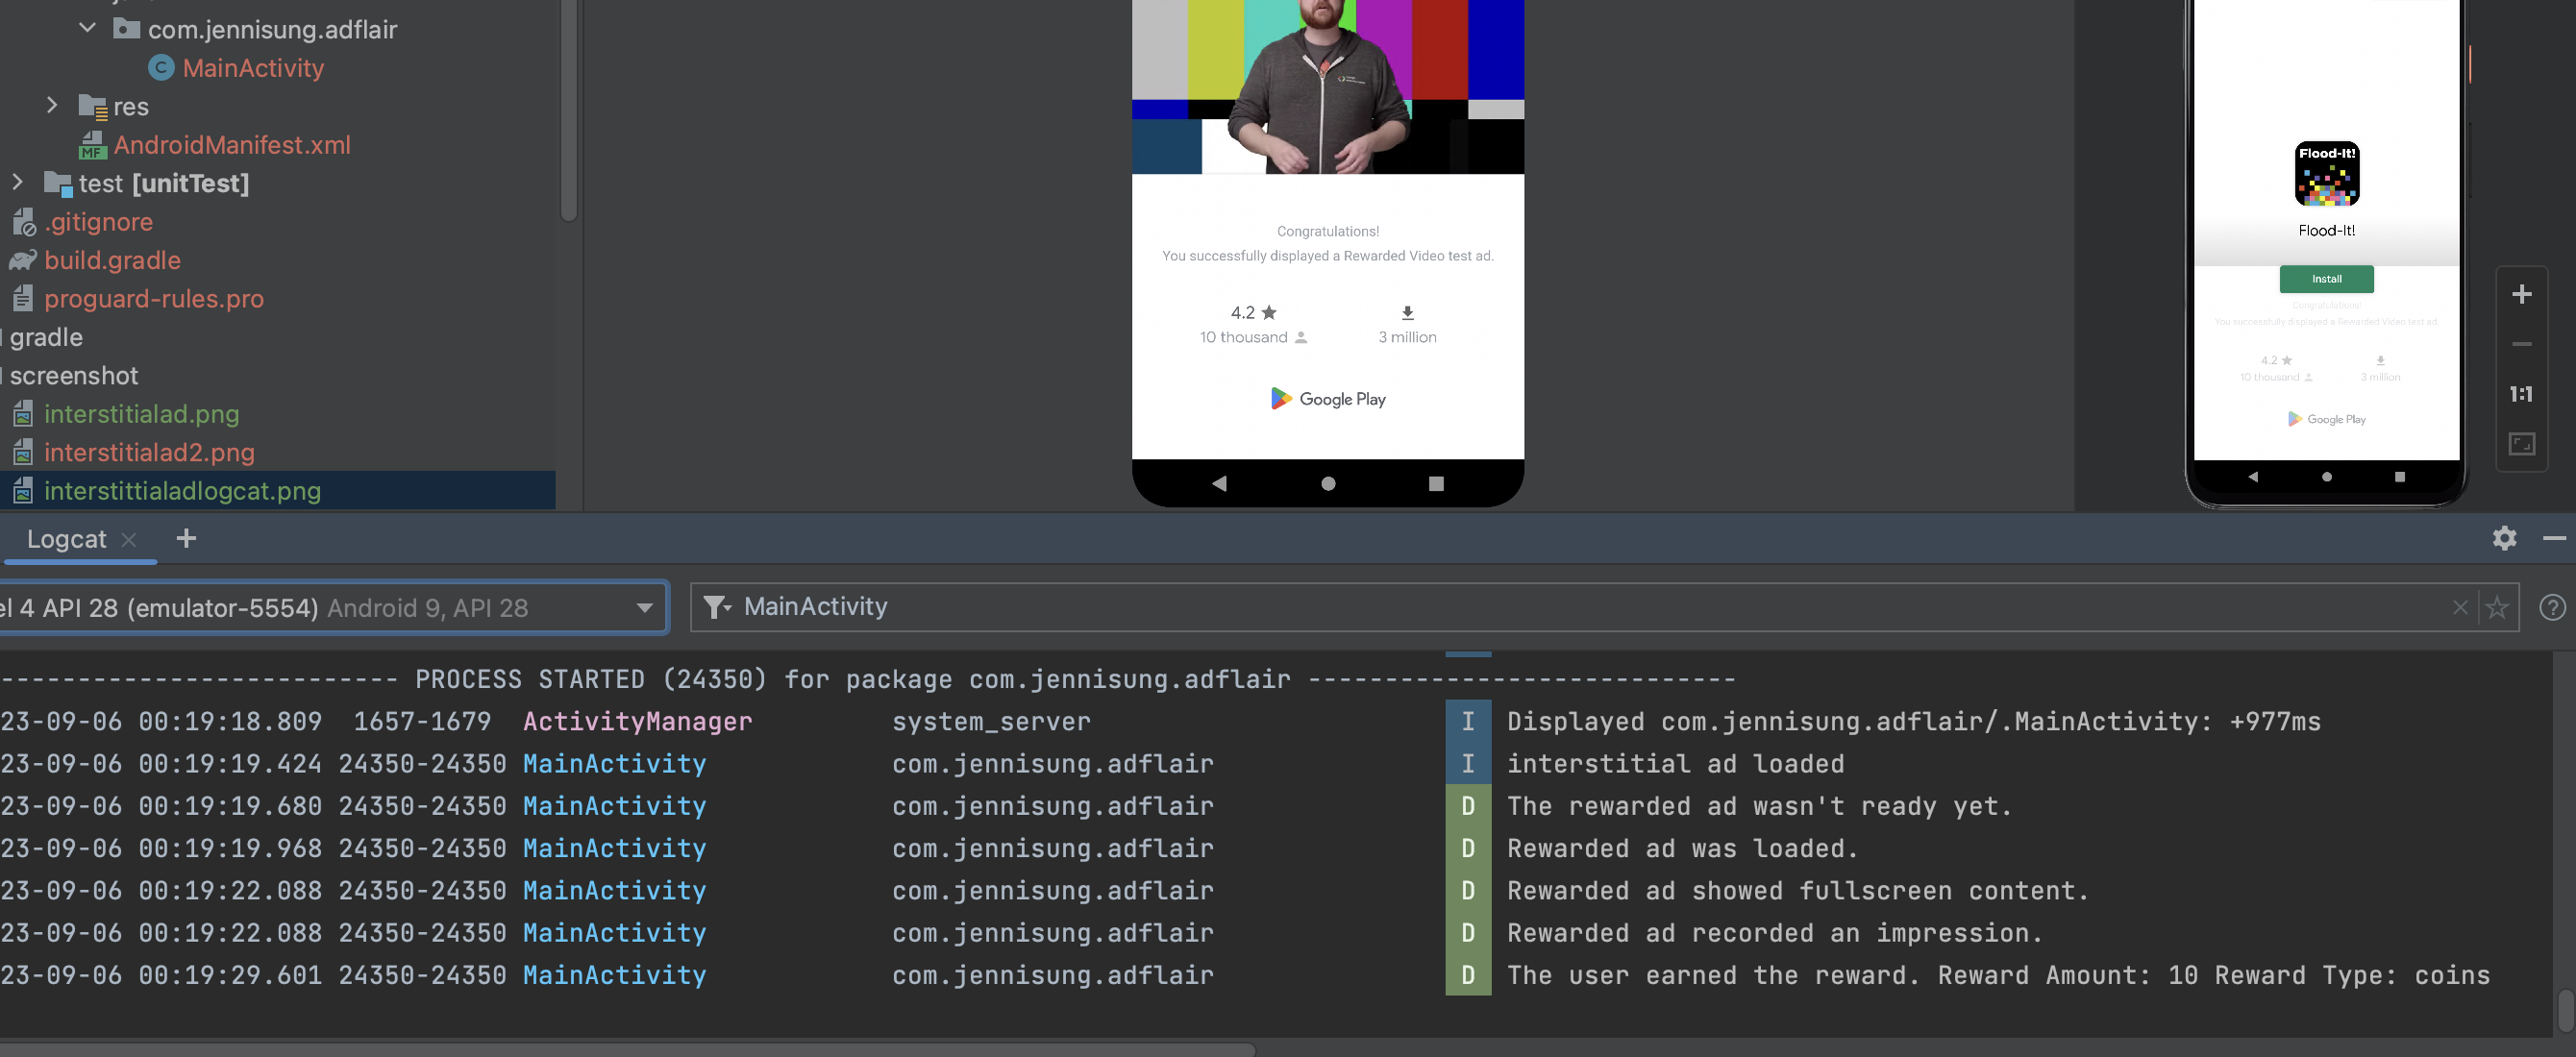 com.jennisung.adflair
MainActivity
res
AndroidManifest.xml
test [unitTest]
.gitignore
build.gradle
proguard-rules.pro
gradle
screenshot
interstitialad.png
interstitialad2.png
interstittialadlogcat.png
Congratulations!
You successfully displayed a Rewarded Video test ad.
4.2
10 thousand
3 million
Google Play
Flood-It!
Flood-It!
Install
Congratulations!
You successfully displayed a Rewarded Video test ad.
4.2
10 thousand
3 million
Google Play
1:1
Logcat
el 4 API 28 (emulator-5554) Android 9, API 28
MainActivity
--------------------------- PROCESS STARTED (24350) for package com.jennisung.adflair ----------------------------
23-09-06 00:19:18.809 1657-1679 ActivityManager system_server I Displayed com.jennisung.adflair/.MainActivity: +977ms
23-09-06 00:19:19.424 24350-24350 MainActivity com.jennisung.adflair I interstitial ad loaded
23-09-06 00:19:19.680 24350-24350 MainActivity com.jennisung.adflair D The rewarded ad wasn't ready yet.
23-09-06 00:19:19.968 24350-24350 MainActivity com.jennisung.adflair D Rewarded ad was loaded.
23-09-06 00:19:22.088 24350-24350 MainActivity com.jennisung.adflair D Rewarded ad showed fullscreen content.
23-09-06 00:19:22.088 24350-24350 MainActivity com.jennisung.adflair D Rewarded ad recorded an impression.
23-09-06 00:19:29.601 24350-24350 MainActivity com.jennisung.adflair D The user earned the reward. Reward Amount: 10 Reward Type: coins